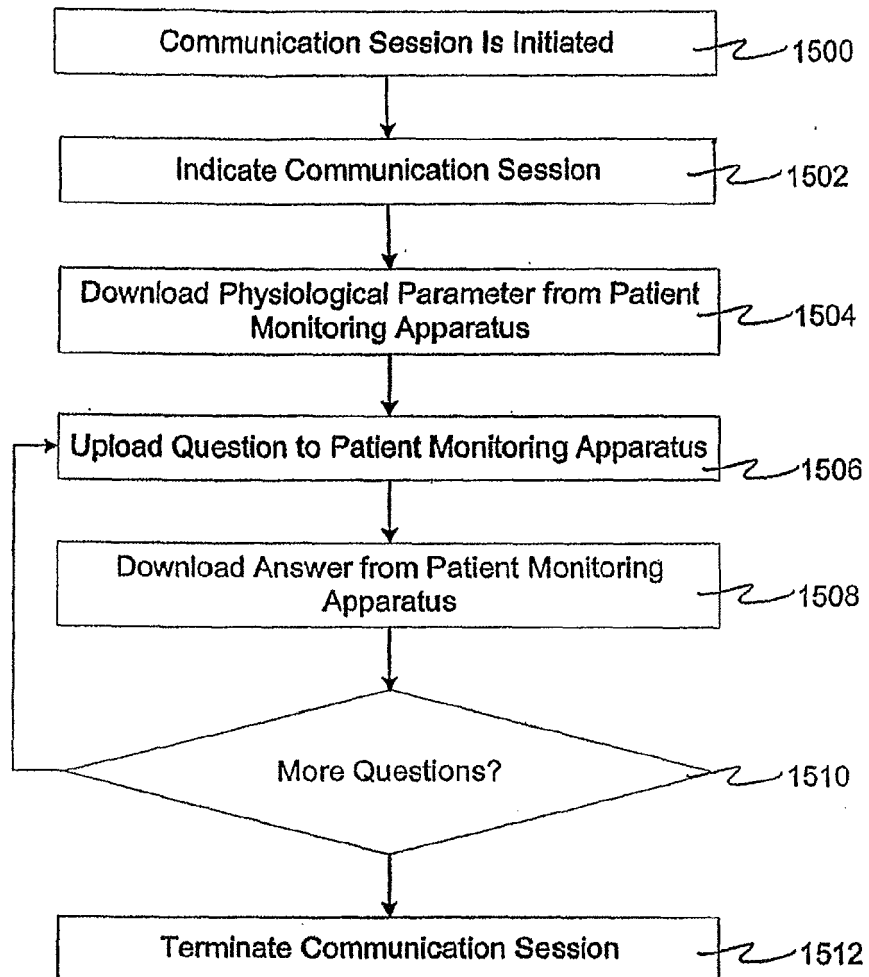 Communication Session Is Initiated
1500
Indicate Communication Session
1502
Download Physiological Parameter from Patient
Monitoring Apparatus
1504
Upload Question to Patient Monitoring Apparatus
1506
Download Answer from Patient Monitoring
Apparatus
1508
More Questions?
1510
Terminate Communication Session
1512